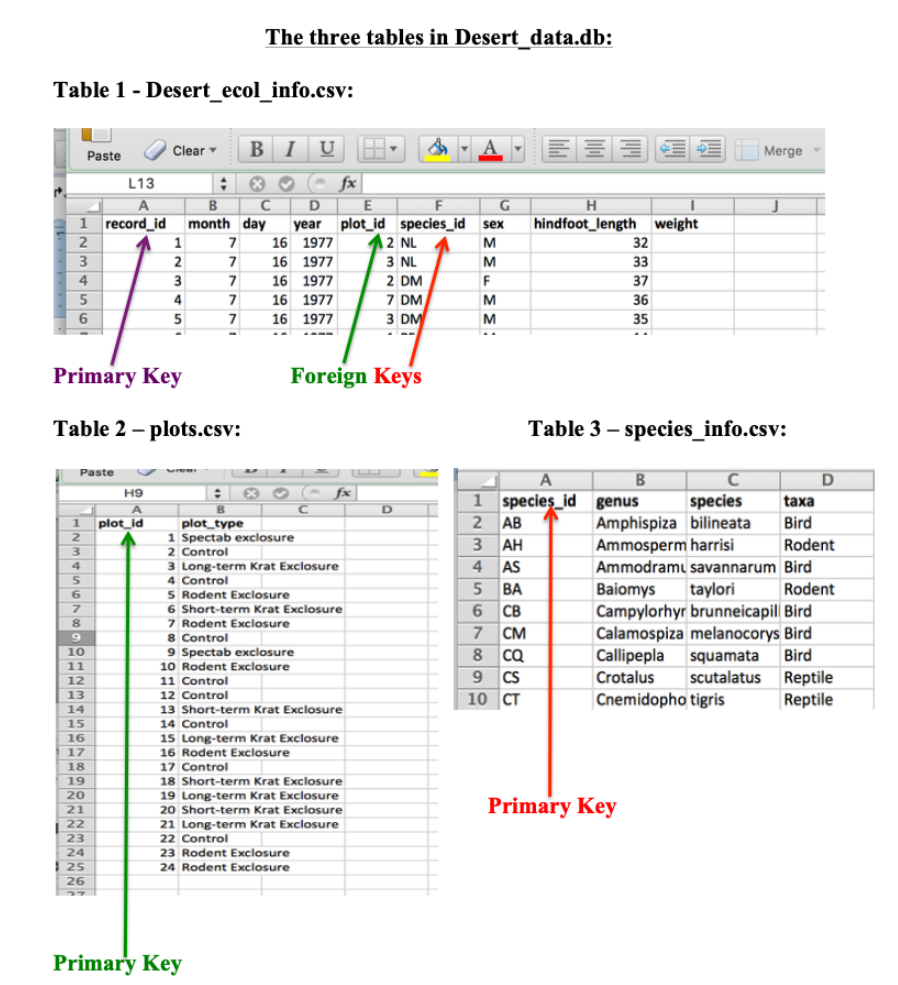 The three tables in Desert_data.db:
Table 1 - Desert_ecol_info.csv:
Paste Clear B I U A Merge
L13 fx
A B C D E F G H I J
1 record_id month day year plot_id species_id sex hindfoot_length weight
2 1 7 16 1977 2 NL M 32
3 2 7 16 1977 3 NL M 33
4 3 7 16 1977 2 DM F 37
5 4 7 16 1977 7 DM M 36
6 5 7 16 1977 3 DM M 35
Primary Key Foreign Keys
Table 2 – plots.csv:
Paste
H9 fx
A B C D
1 plot_id plot_type
2 1 Spectab exclosure
3 2 Control
4 3 Long-term Krat Exclosure
5 4 Control
6 5 Rodent Exclosure
7 6 Short-term Krat Exclosure
8 7 Rodent Exclosure
9 8 Control
10 9 Spectab exclosure
11 10 Rodent Exclosure
12 11 Control
13 12 Control
14 13 Short-term Krat Exclosure
15 14 Control
16 15 Long-term Krat Exclosure
17 16 Rodent Exclosure
18 17 Control
19 18 Short-term Krat Exclosure
20 19 Long-term Krat Exclosure
21 20 Short-term Krat Exclosure
22 21 Long-term Krat Exclosure
23 22 Control
24 23 Rodent Exclosure
25 24 Rodent Exclosure
26
Primary Key
Table 3 – species_info.csv:
A B C D
1 species_id genus species taxa
2 AB Amphispiza bilineata Bird
3 AH Ammosperm harrisi Rodent
4 AS Ammodramu savannarum Bird
5 BA Baiomys taylori Rodent
6 CB Campylorhyr brunneicapill Bird
7 CM Calamospiza melanocorys Bird
8 CQ Callipepla squamata Bird
9 CS Crotalus scutalatus Reptile
10 CT Cnemidopho tigris Reptile
Primary Key